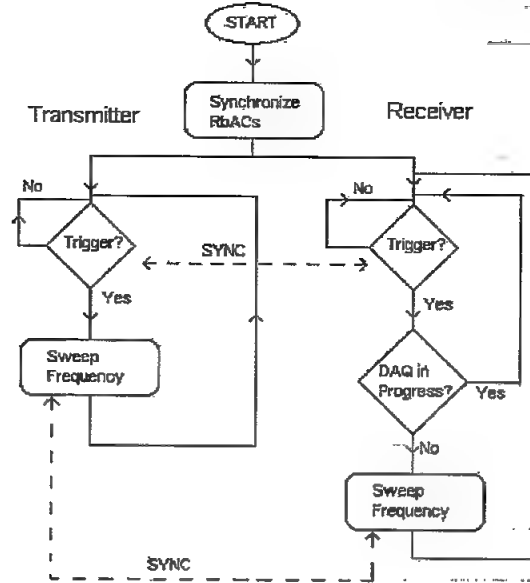 START
Synchronize
RbACs
Transmitter
Receiver
No
No
Trigger?
SYNC
Trigger?
Yes
Yes
Sweep
Frequency
DAQ in
Progress?
Yes
No
Sweep
Frequency
SYNC